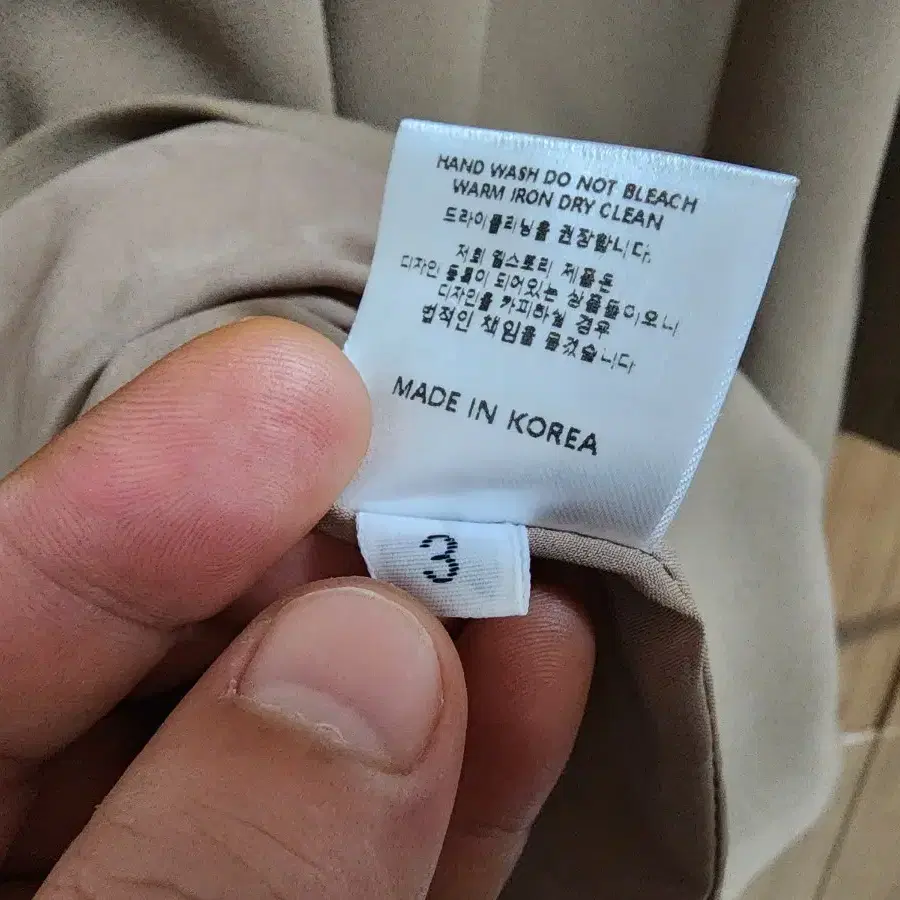 HAND WASH DO NOT BLEACH
WARM IRON DRY CLEAN
드라이클리닝을 권장합니다.
저희 힐스토리 제품은
디자인 등록이 되어있는 상품들이오니
디자인을 카피하실 경우
법적인 책임을 묻겠습니다
MADE IN KOREA
3